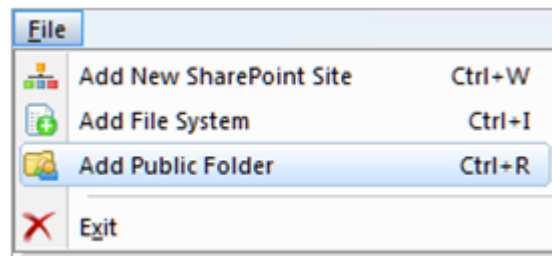 File
Add New SharePoint Site Ctrl+W
Add File System Ctrl+I
Add Public Folder Ctrl+R
Exit